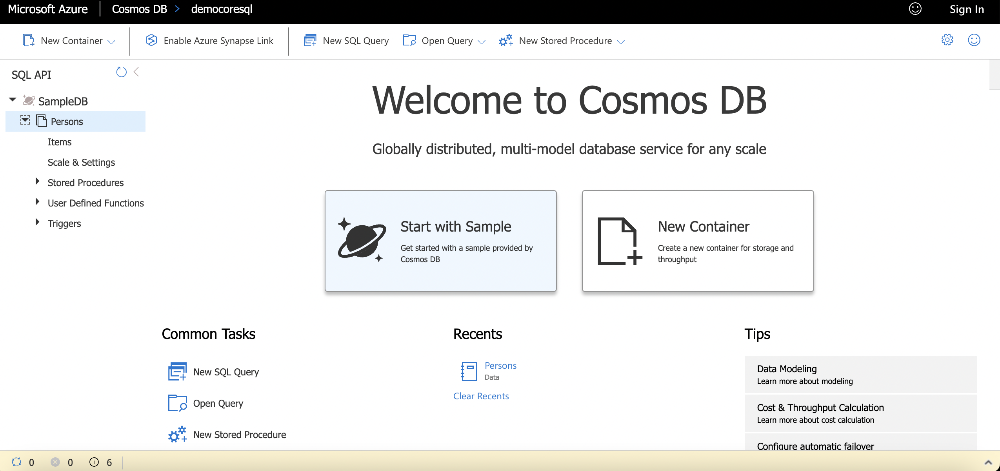 Microsoft Azure
Cosmos DB > democoresql
Sign In
New Container
Enable Azure Synapse Link
New SQL Query
Open Query
New Stored Procedure
SQL API
SampleDB
Persons
Items
Scale & Settings
Stored Procedures
User Defined Functions
Triggers
Welcome to Cosmos DB
Globally distributed, multi-model database service for any scale
Start with Sample
Get started with a sample provided by
Cosmos DB
New Container
Create a new container for storage and
throughput
Common Tasks
New SQL Query
Open Query
New Stored Procedure
Recents
Persons
Data
Clear Recents
Tips
Data Modeling
Learn more about modeling
Cost & Throughput Calculation
Learn more about cost calculation
Configure automatic failover
0
0
6